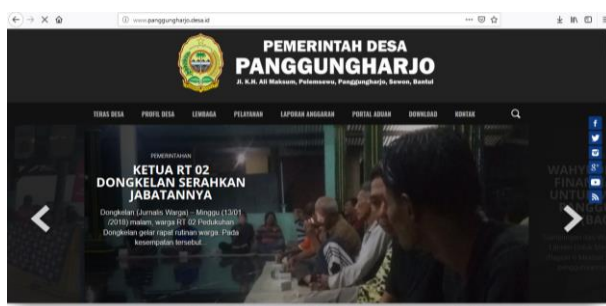 www.panggungharjo.desa.id
PEMERINTAH DESA
PANGGUNGHARJO
Jl. K.H. Ali Maksum, Pelemsewu, Panggungharjo, Sewon, Bantul
TEBAS DESA PROFIL DESA LEMBAGA PELAYANAN LAPORAN ANGGARAN PORTAL ADUAN DOWNLOAD KONTAK
PEMERINTAHAN
KETUA RT 02
DONGKELAN SERAHKAN
JABATANNYA
Dongkelan (Jurnalis Warga) – Minggu (13/01
/2018) malam, warga RT 02 Pedukuhan
Dongkelan gelar rapat rutinan warga. Pada
kesempatan tersebut